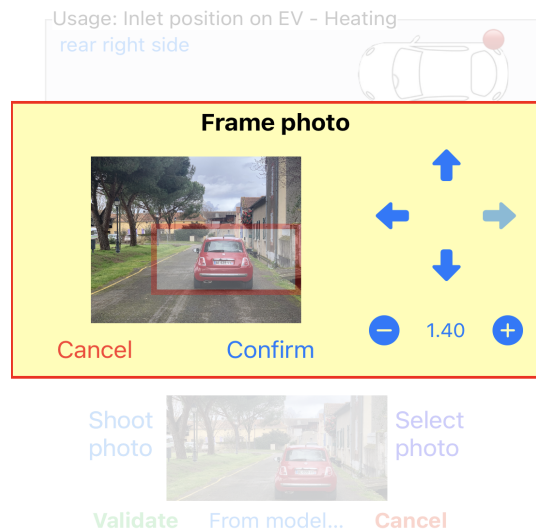 Usage: Inlet position on EV - Heating
rear right side
Frame photo
1.40
Cancel
Confirm
Shoot
photo
Select
photo
Validate
From model...
Cancel